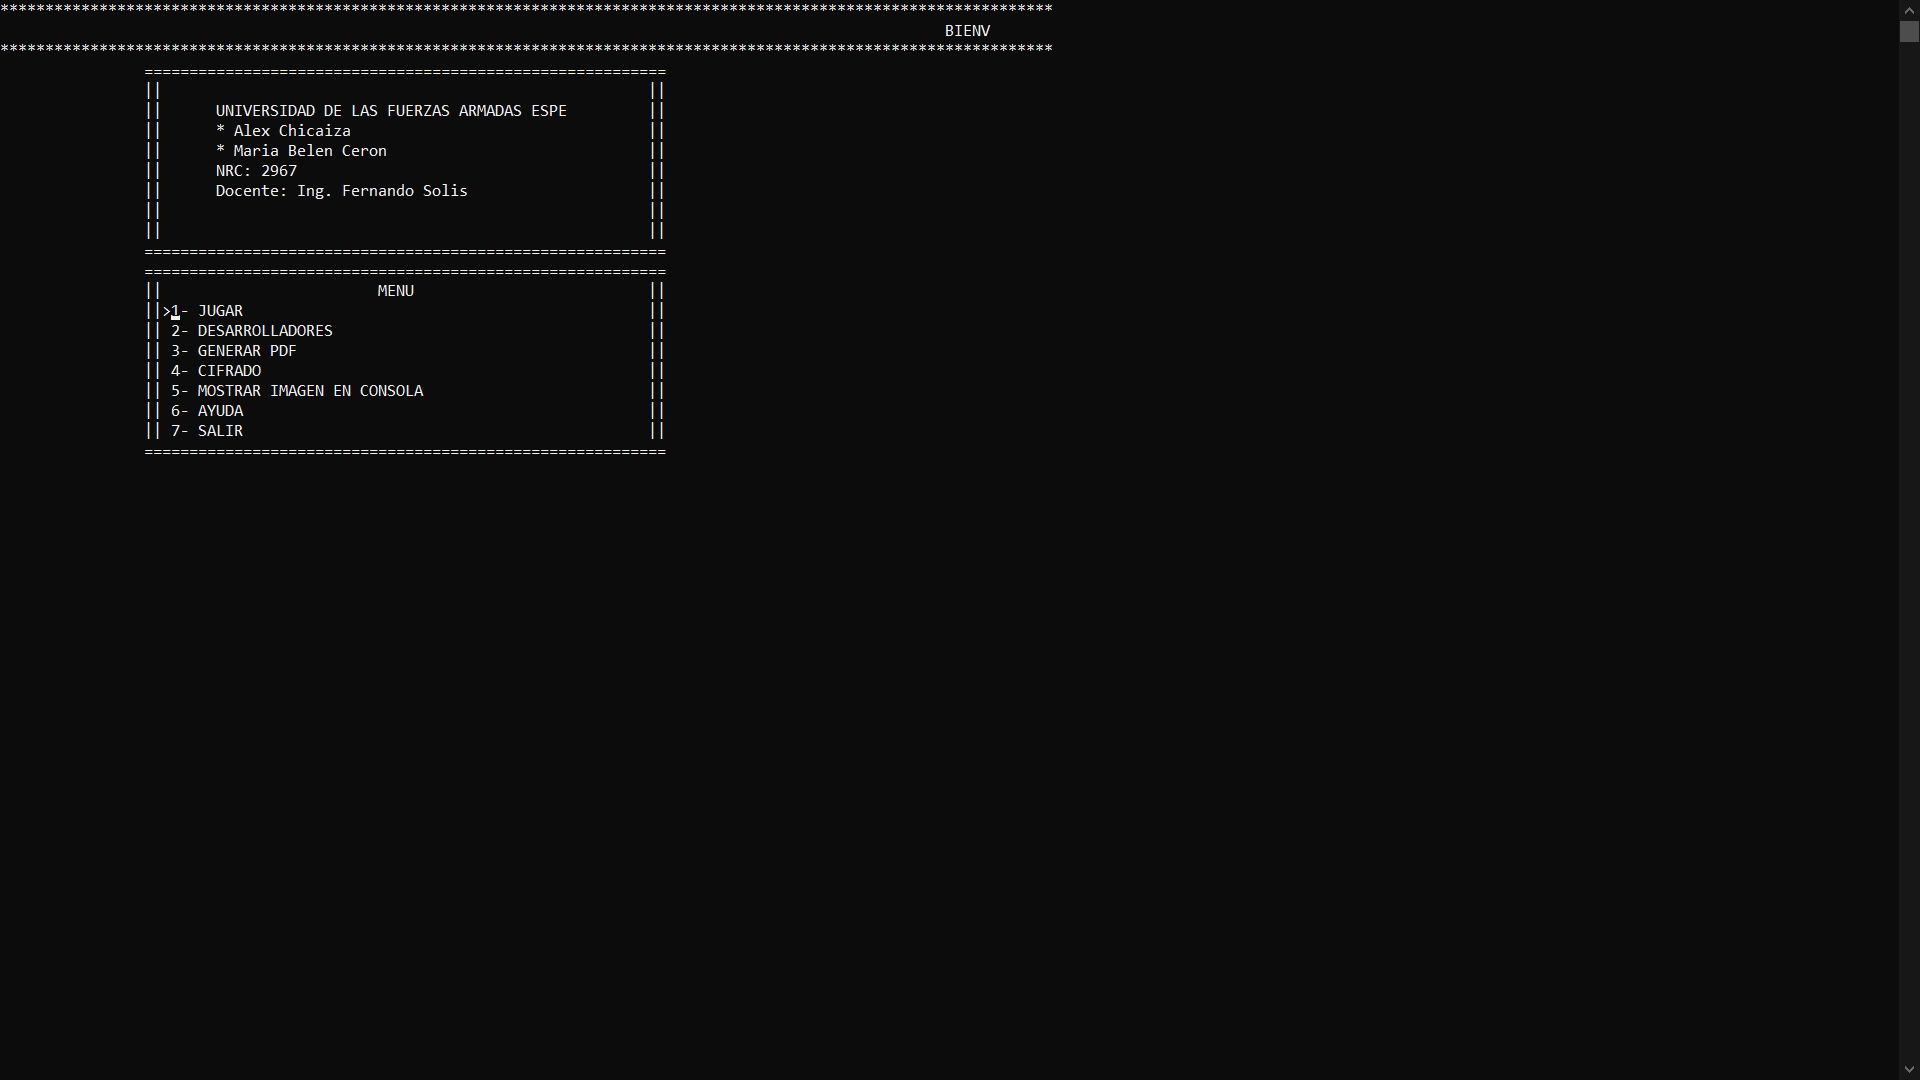 *********************************************************************************************************************
BIENV
*********************************************************************************************************************
==========================================================
||                                                      ||
||      UNIVERSIDAD DE LAS FUERZAS ARMADAS ESPE         ||
||      * Alex Chicaiza                                 ||
||      * Maria Belen Ceron                             ||
||      NRC: 2967                                       ||
||      Docente: Ing. Fernando Solis                    ||
||                                                      ||
||                                                      ||
==========================================================
==========================================================
||                        MENU                          ||
||>1- JUGAR                                             ||
|| 2- DESARROLLADORES                                   ||
|| 3- GENERAR PDF                                       ||
|| 4- CIFRADO                                           ||
|| 5- MOSTRAR IMAGEN EN CONSOLA                         ||
|| 6- AYUDA                                             ||
|| 7- SALIR                                             ||
==========================================================